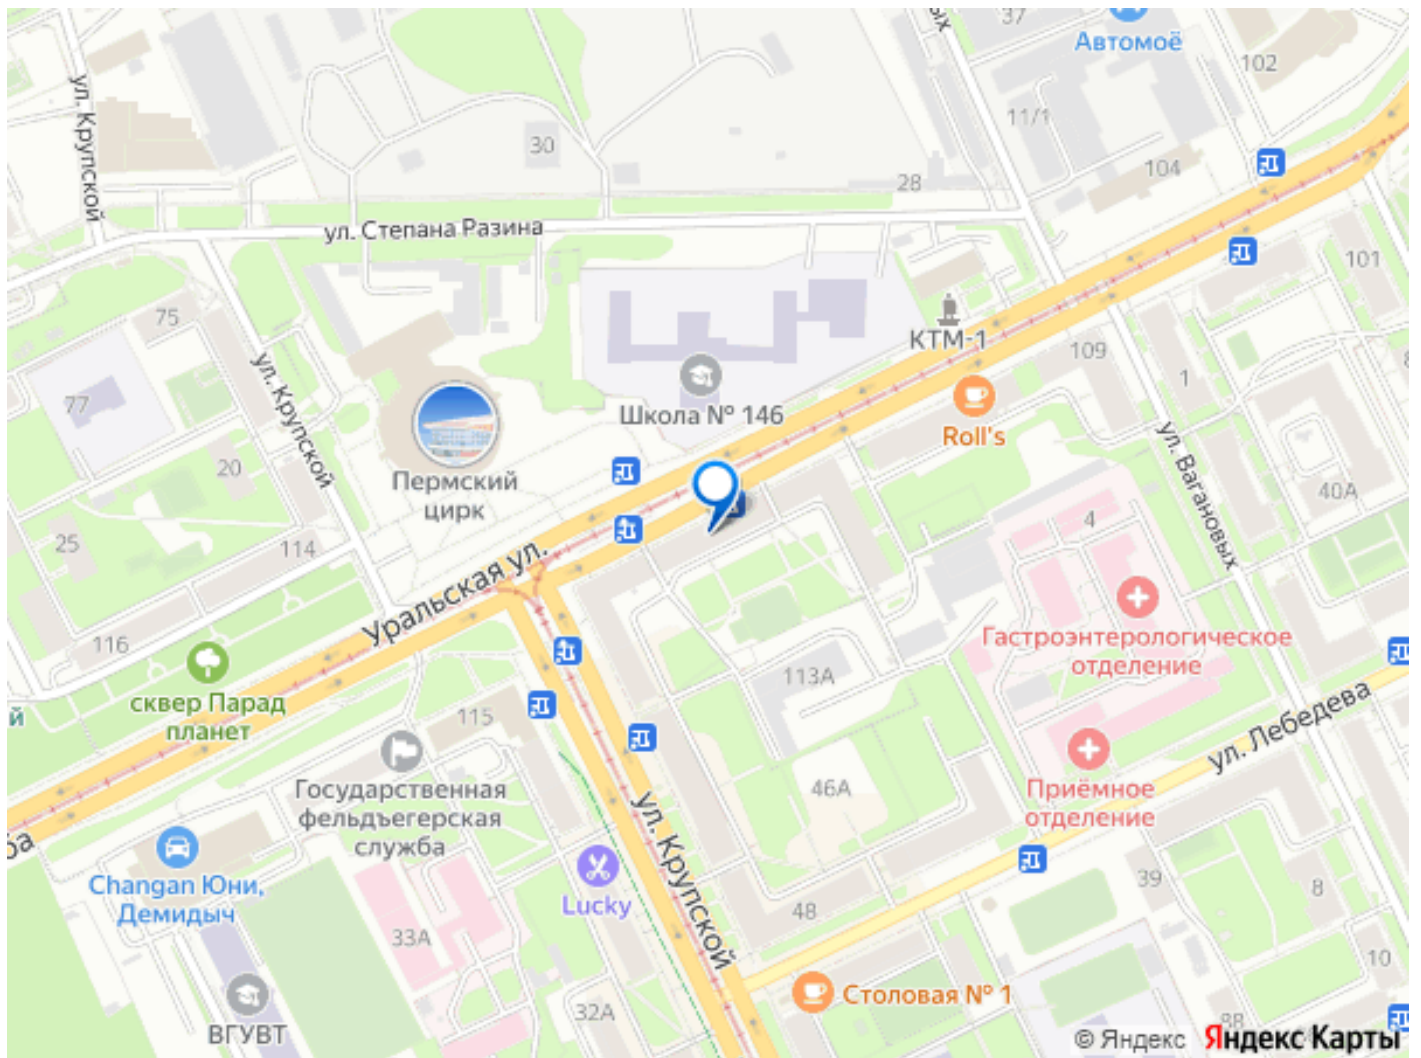 37
Автомоё
102
ул. Крупской
11/1
30
104
28
ул. Степана Разина
101
75
КТМ-1
109
ул. Крупской
1
77
Школа № 146
Roll's
20
Пермский
цирк
ул. Вагановых
40А
4
25
114
Уральская ул.
116
Гастроэнтерологическое
отделение
113А
сквер Парад
планет
115
ул. Лебедева
Государственная
фельдъегерская
служба
46А
Приёмное
отделение
ул. Крупской
Changan Юни,
Демидыч
Lucky
39
8
48
33А
10
Столовая № 1
32А
ВГУВТ
© Яндекс Яндекс Карты